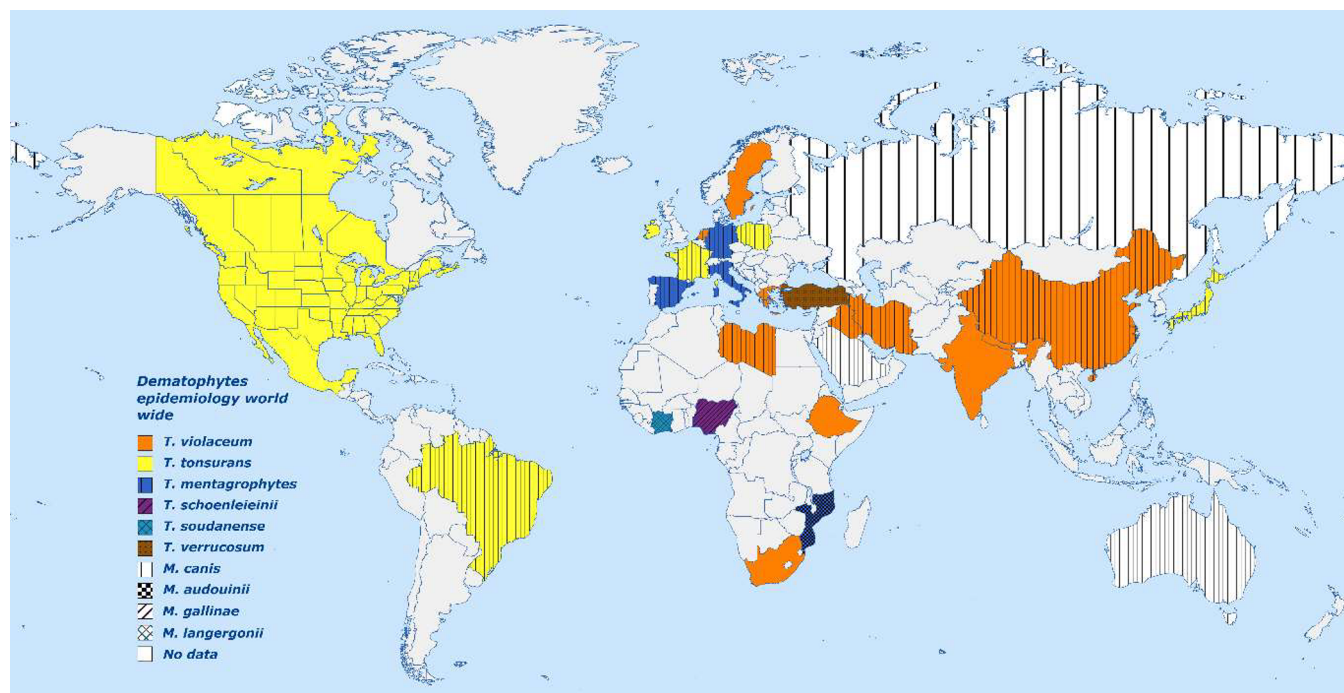 Dematophytes
epidemiology world
wide
T. violaceum
T. tonsurans
T. mentagrophytes
T. schoenleieinii
T. soudanense
T. verrucosum
M. canis
M. audouinii
M. gallinae
M. langergonii
No data